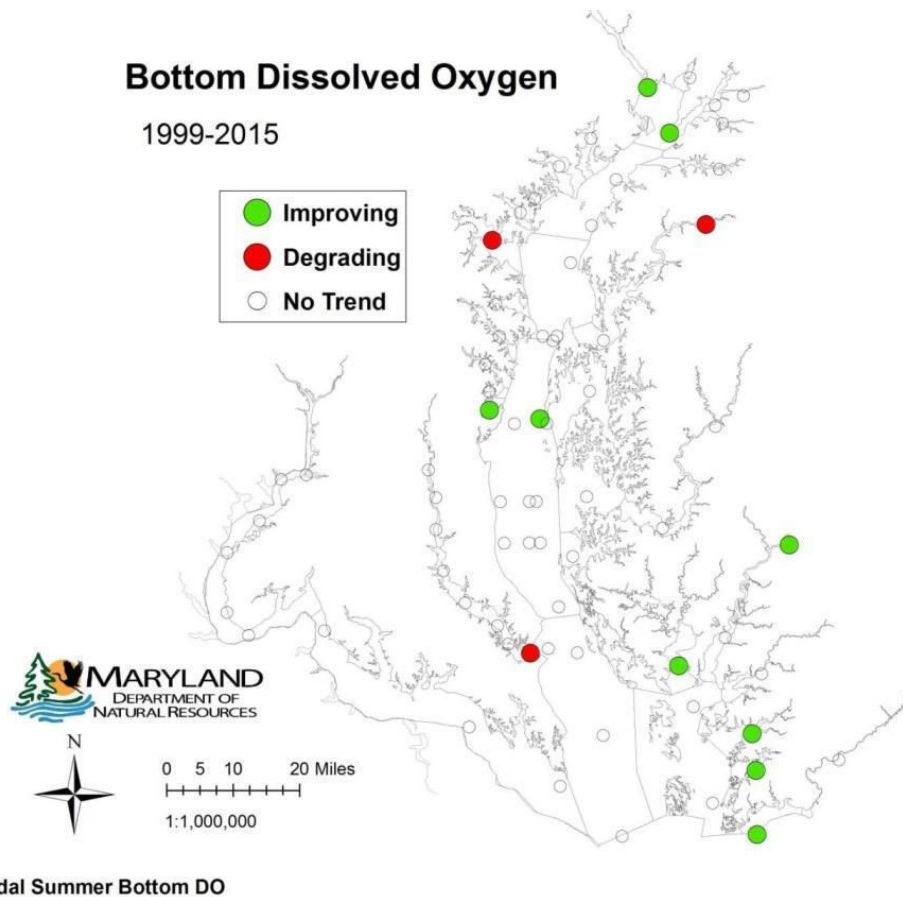 Bottom Dissolved Oxygen
1999-2015
Improving
Degrading
No Trend
MARYLAND
DEPARTMENT OF
NATURAL RESOURCES
N
0 5 10 20 Miles
1:1,000,000
dal Summer Bottom DO